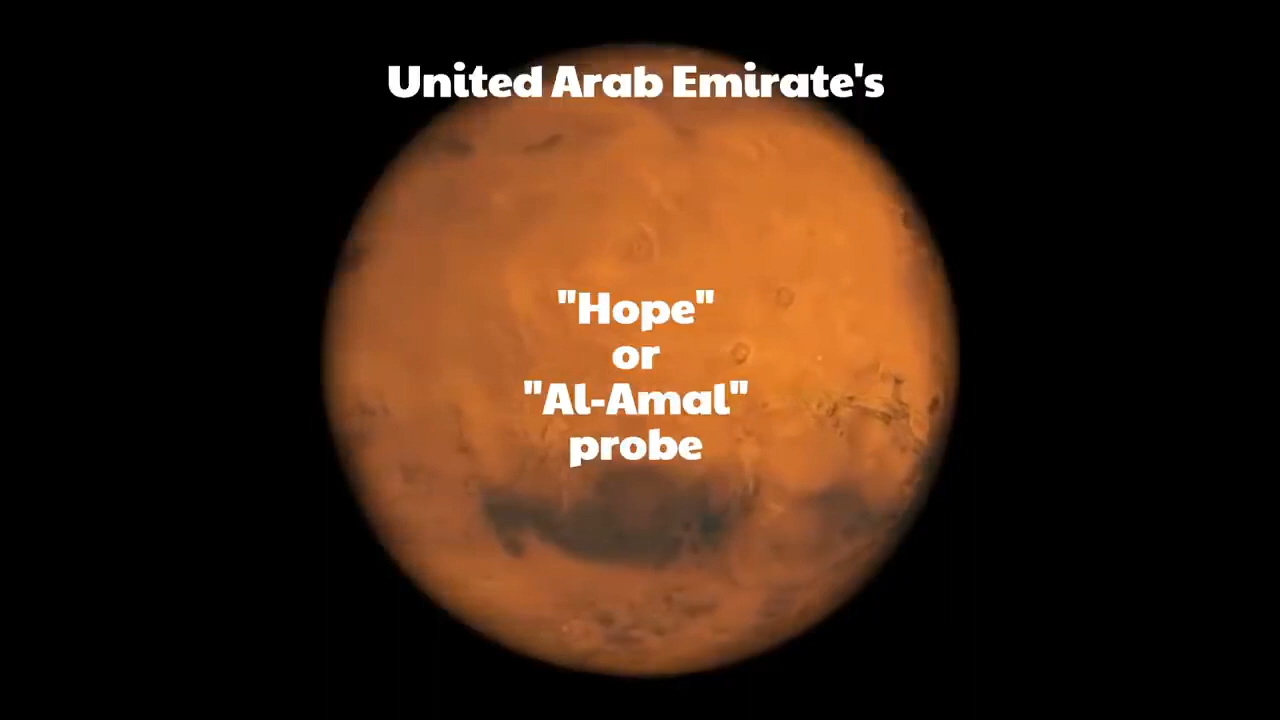 United Arab Emirate's
"Hope"
or
"Al-Amal"
probe